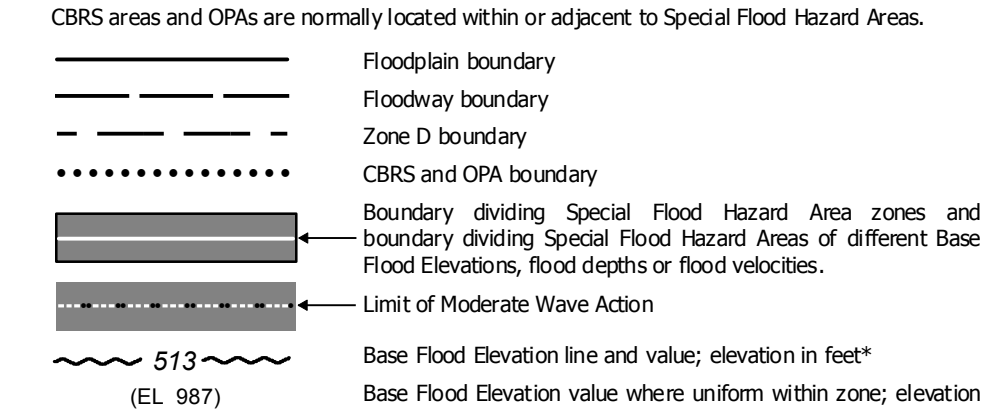 CBRS areas and OPAs are normally located within or adjacent to Special Flood Hazard Areas.
Floodplain boundary
Floodway boundary
Zone D boundary
CBRS and OPA boundary
Boundary dividing Special Flood Hazard Area zones and
boundary dividing Special Flood Hazard Areas of different Base
Flood Elevations, flood depths or flood velocities.
Limit of Moderate Wave Action
513 Base Flood Elevation line and value; elevation in feet*
(EL 987) Base Flood Elevation value where uniform within zone; elevation